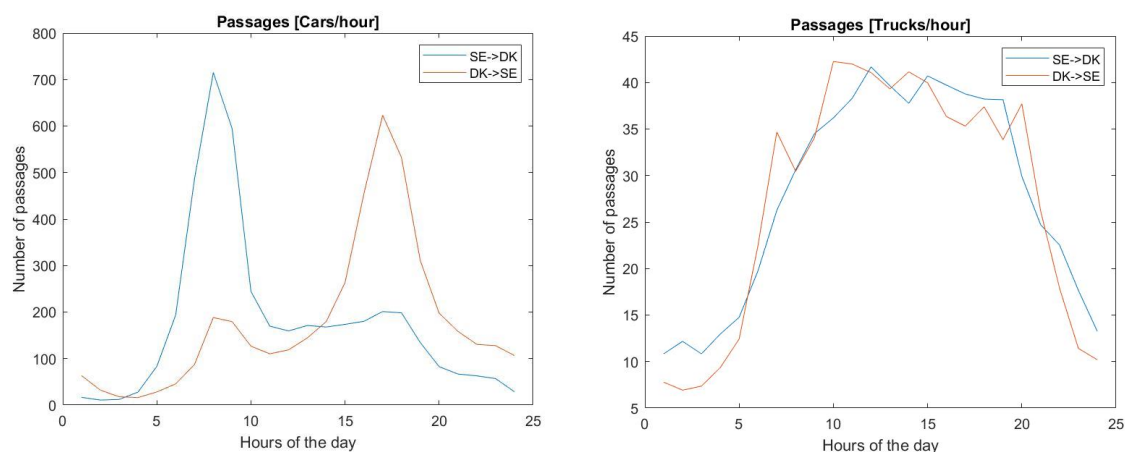 Passages [Cars/hour]
800
700
600
500
400
300
200
100
0
0 5 10 15 20 25
Number of passages
Hours of the day
SE->DK
DK->SE
Passages [Trucks/hour]
45
40
35
30
25
20
15
10
5
0 5 10 15 20 25
Number of passages
Hours of the day
SE->DK
DK->SE